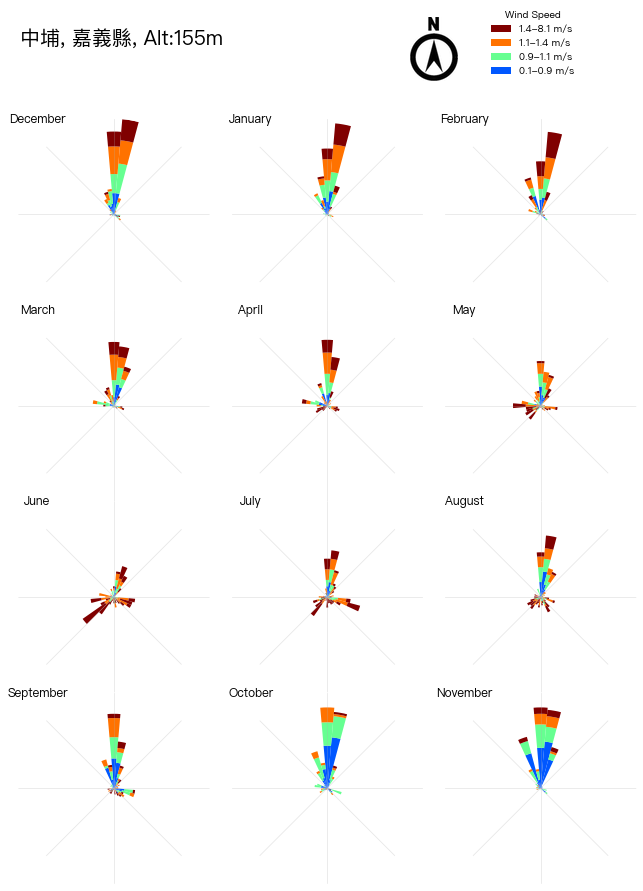 中埔, 嘉義縣, Alt:155m
N
Wind Speed
1.4–8.1 m/s
1.1–1.4 m/s
0.9–1.1 m/s
0.1–0.9 m/s
December
January
February
March
April
May
June
July
August
September
October
November